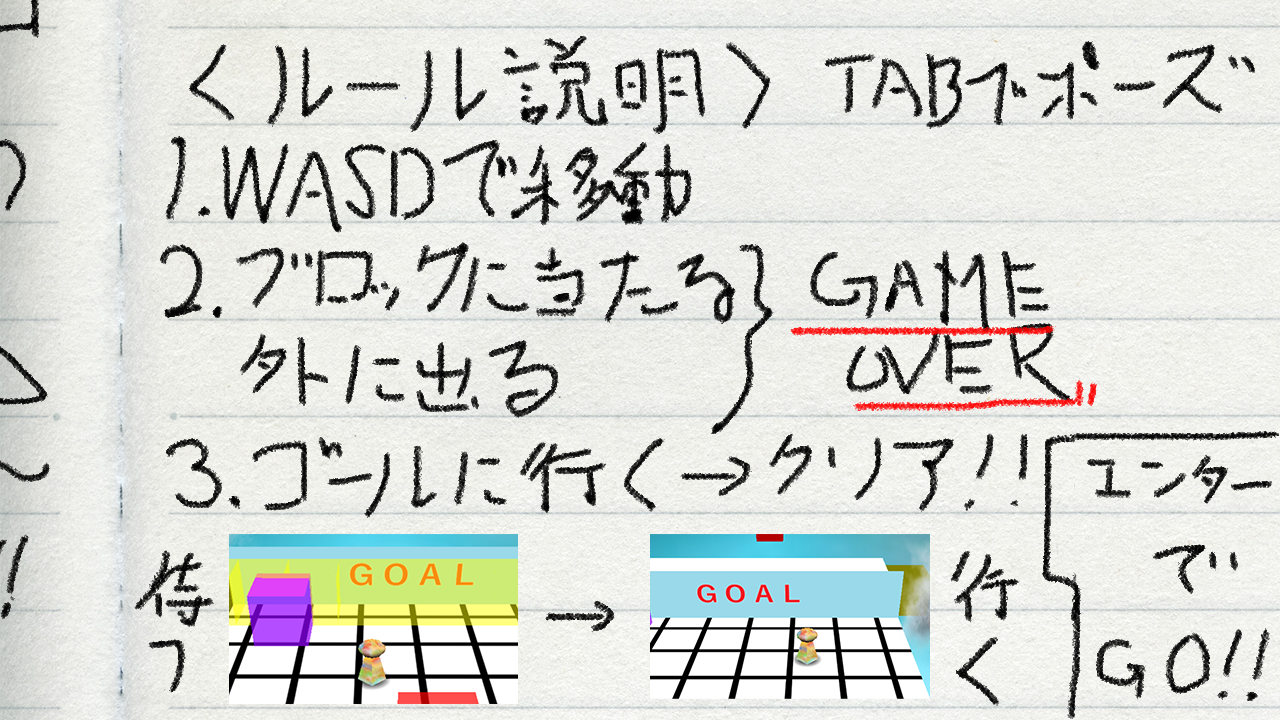 〈ルール説明〉 TABでポーズ
1.WASDで移動
2.ブロックに当たる
外に出る
GAME
OVER
3.ゴールに行く→クリア!!
待て
GOAL
→
GOAL
行く
エンター
で
GO!!